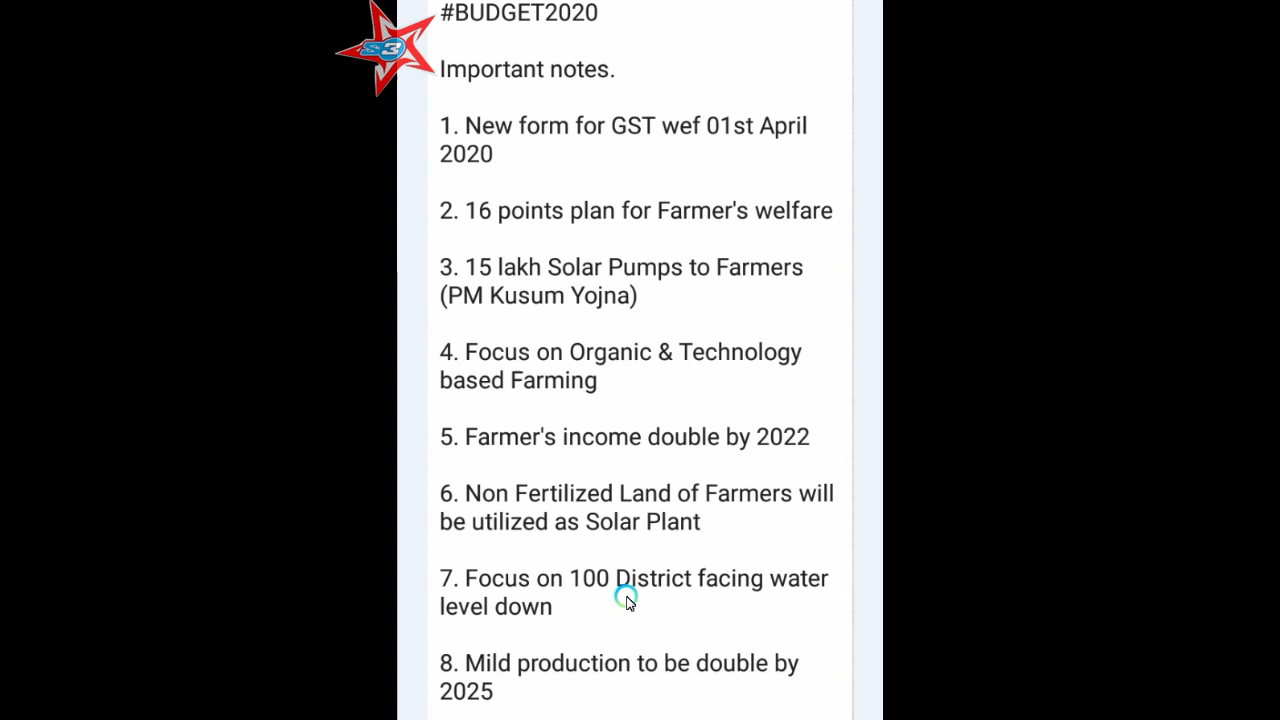 #BUDGET2020
S3
Important notes.
1. New form for GST wef 01st April
2020
2. 16 points plan for Farmer's welfare
3. 15 lakh Solar Pumps to Farmers
(PM Kusum Yojna)
4. Focus on Organic & Technology
based Farming
5. Farmer's income double by 2022
6. Non Fertilized Land of Farmers will
be utilized as Solar Plant
7. Focus on 100 District facing water
level down
8. Mild production to be double by
2025